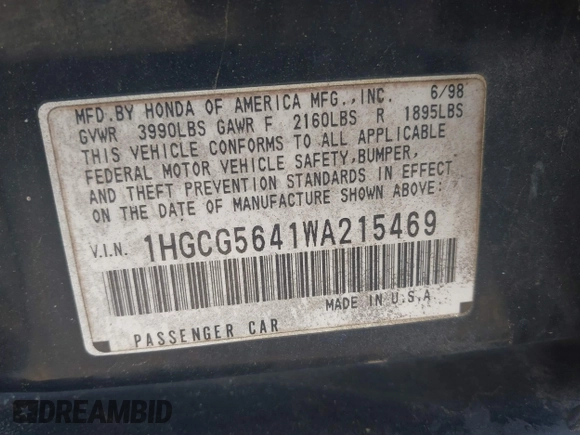 MFD.BY HONDA OF AMERICA MFG.,INC. 6/98
GVWR 3990LBS GAWR F 2160LBS R 1895LBS
THIS VEHICLE CONFORMS TO ALL APPLICABLE
FEDERAL MOTOR VEHICLE SAFETY,BUMPER,
AND THEFT PREVENTION STANDARDS IN EFFECT
ON THE DATE OF MANUFACTURE SHOWN ABOVE:
V.I.N. 1HGCG5641WA215469
MADE IN U.S.A
PASSENGER CAR
DREAMBID